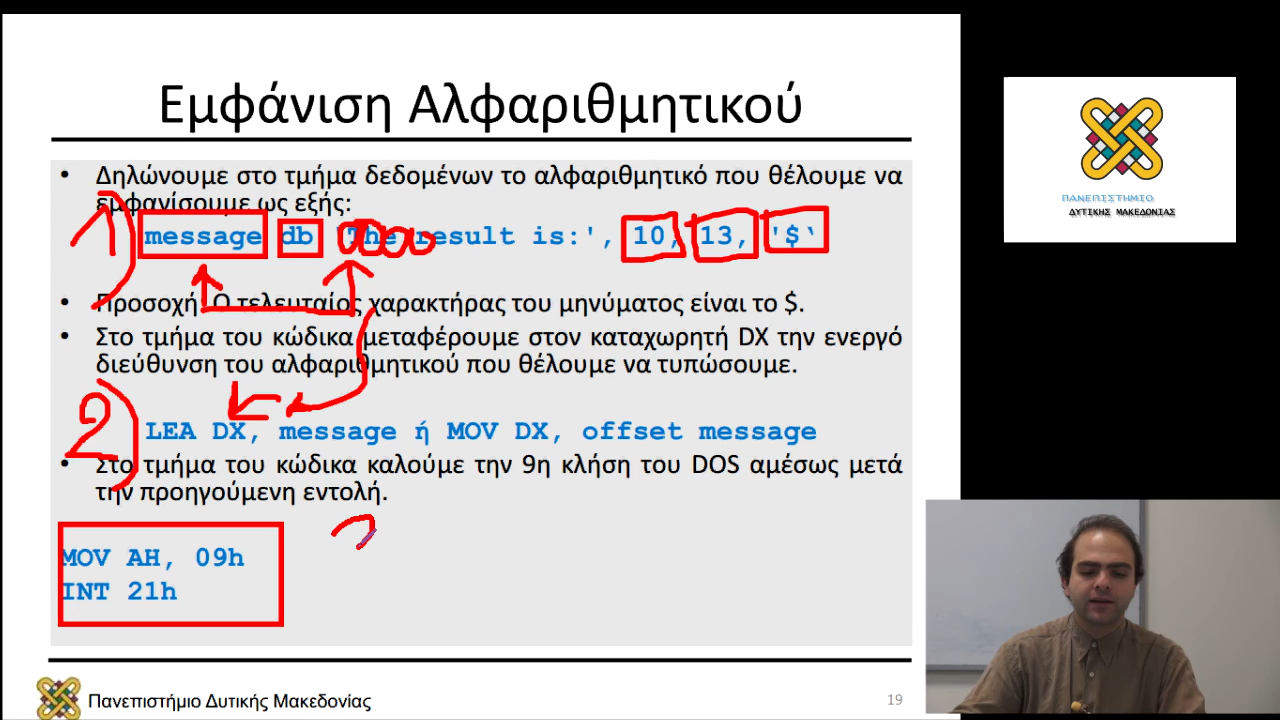 Εμφάνιση Αλφαριθμητικού
• Δηλώνουμε στο τμήμα δεδομένων το αλφαριθμητικό που θέλουμε να
εμφανίσουμε ως εξής:
1)
message db 'The result is:', 10, 13, '$‘
• Προσοχή: Ο τελευταίος χαρακτήρας του μηνύματος είναι το $.
• Στο τμήμα του κώδικα μεταφέρουμε στον καταχωρητή DX την ενεργό
διεύθυνση του αλφαριθμητικού που θέλουμε να τυπώσουμε.
2)
LEA DX, message ή MOV DX, offset message
• Στο τμήμα του κώδικα καλούμε την 9η κλήση του DOS αμέσως μετά
την προηγούμενη εντολή.
MOV AH, 09h
INT 21h
Πανεπιστήμιο Δυτικής Μακεδονίας
19
ΠΑΝΕΠΙΣΤΗΜΙΟ
ΔΥΤΙΚΗΣ ΜΑΚΕΔΟΝΙΑΣ